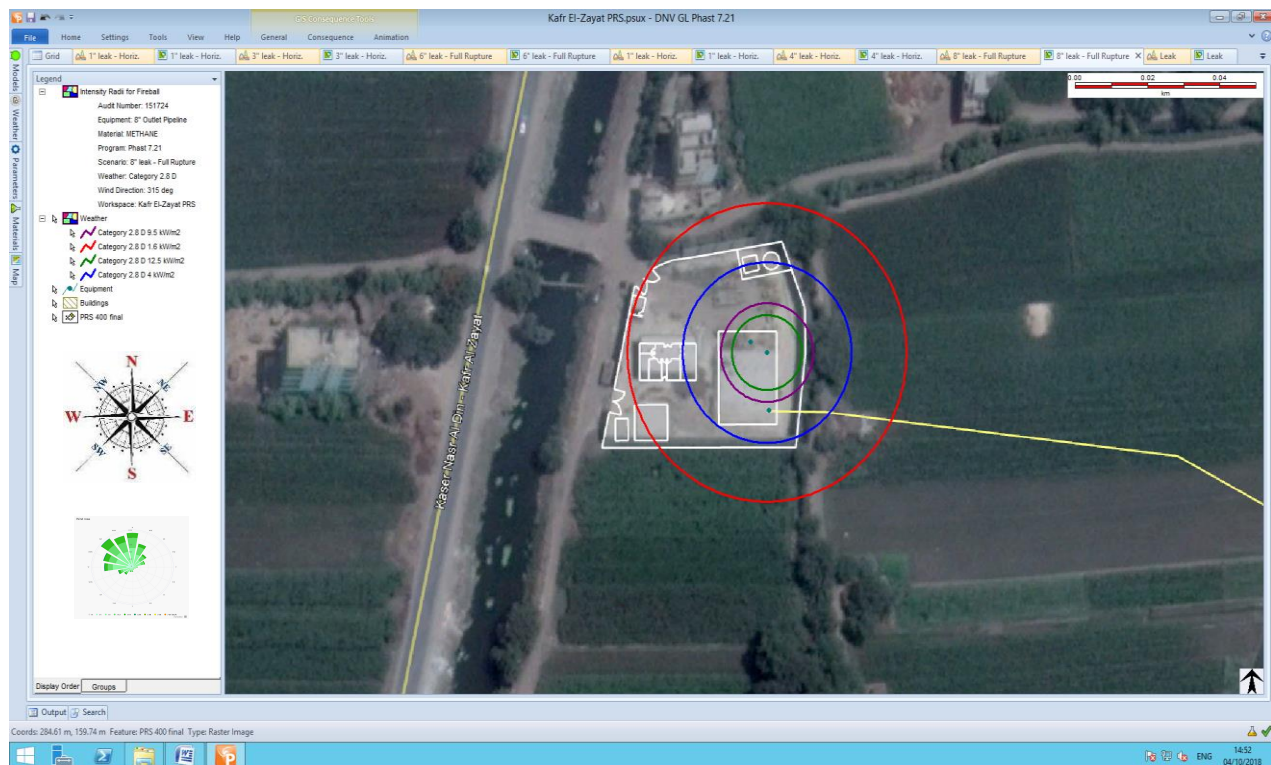 Kafr El-Zayat PRS.psux - DNV GL Phast 7.21
GIS Consequence Tools
File Home Settings Tools View Help General Consequence Animation
Grid 1" leak - Horiz. 1" leak - Horiz. 3" leak - Horiz. 3" leak - Horiz. 6" leak - Full Rupture 6" leak - Full Rupture 1" leak - Horiz. 1" leak - Horiz. 4" leak - Horiz. 4" leak - Horiz. 8" leak - Full Rupture 8" leak - Full Rupture Leak Leak
Models
Weather
Parameters
Materials
Map
Legend
Intensity Radii for Fireball
Audit Number: 151724
Equipment: 8" Outlet Pipeline
Material: METHANE
Program: Phast 7.21
Scenario: 8" leak - Full Rupture
Weather: Category 2.8 D
Wind Direction: 315 deg
Workspace: Kafr El-Zayat PRS
Weather
Category 2.8 D 9.5 kW/m2
Category 2.8 D 1.6 kW/m2
Category 2.8 D 12.5 kW/m2
Category 2.8 D 4 kW/m2
Equipment
Buildings
PRS 400 final
N
NW NE
W E
SW SE
S
0.00 0.02 0.04
km
Kaser Nasr Al Din - Kafr Al Zayat
Display Order Groups
Output Search
Coords: 284.61 m, 159.74 m Feature: PRS 400 final Type: Raster Image
ENG
14:52
04/10/2018